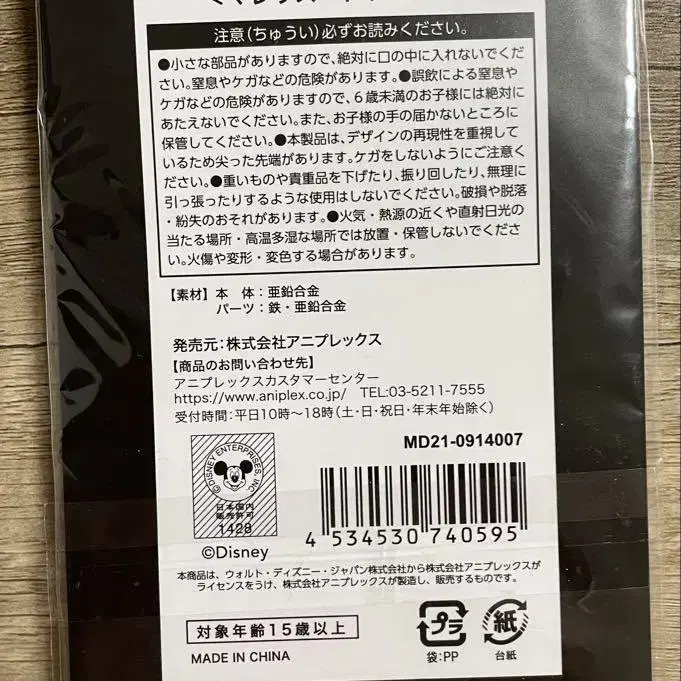 注意(ちゅうい)必ずお読みください。
●小さな部品がありますので、絶対に口の中に入れないでくだ
さい。窒息やケガなどの危険があります。●誤飲による窒息や
ケガなどの危険がありますので、6歳未満のお子様には絶対に
あたえないでください。また、お子様の手の届かないところに
保管してください。●本製品は、デザインの再現性を重視して
いるため尖った先端があります。ケガをしないようにご注意く
ださい。●重いものや貴重品を下げたり、振り回したり、無理に
引っ張ったりするような使用はしないでください。破損や脱落
・紛失のおそれがあります。●火気・熱源の近くや直射日光の
当たる場所・高温多湿な場所では放置・保管しないでくださ
い。火傷や変形・変色する場合があります。
【素材】本 体:亜鉛合金
パーツ:鉄・亜鉛合金
発売元:株式会社アニプレックス
【商品のお問い合わせ先】
アニプレックスカスタマーセンター
https://www.aniplex.co.jp/ TEL:03-5211-7555
受付時間:平日10時〜18時(土・日・祝日・年末年始除く)
MD21-0914007
©DISNEY ENTERPRISES, INC.
日本国内
販売許可
1428
4 534530 740595
©Disney
本商品は、ウォルト・ディズニー・ジャパン株式会社から株式会社アニプレックスが
ライセンスをうけ、株式会社アニプレックスが製造し、販売するものです。
対象年齢15歳以上
MADE IN CHINA
プラ
袋:PP
紙
台紙